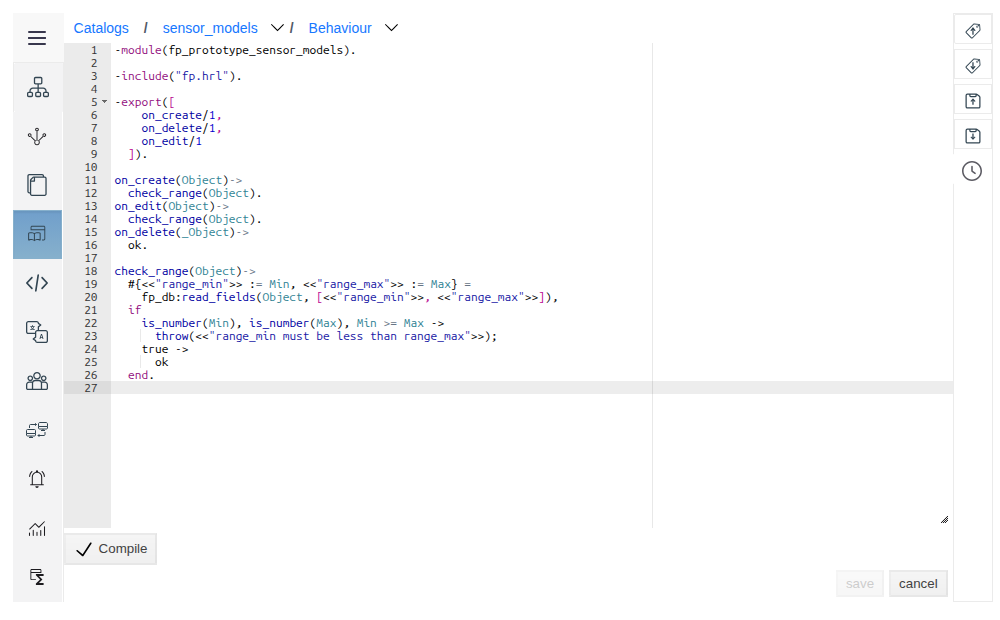 Catalogs / sensor_models / Behaviour
1 -module(fp_prototype_sensor_models).
2
3 -include("fp.hrl").
4
5 -export([
6     on_create/1,
7     on_delete/1,
8     on_edit/1
9   ]).
10
11 on_create(Object)->
12   check_range(Object).
13 on_edit(Object)->
14   check_range(Object).
15 on_delete(_Object)->
16   ok.
17
18 check_range(Object)->
19   #{<<"range_min">> := Min, <<"range_max">> := Max} =
20     fp_db:read_fields(Object, [<<"range_min">>, <<"range_max">>]),
21   if
22     is_number(Min), is_number(Max), Min >= Max ->
23       throw(<<"range_min must be less than range_max">>);
24     true ->
25       ok
26   end.
27
Compile
save cancel